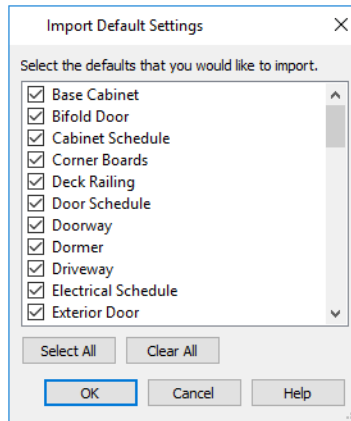 Import Default Settings
Select the defaults that you would like to import.
Base Cabinet
Bifold Door
Cabinet Schedule
Corner Boards
Deck Railing
Door Schedule
Doorway
Dormer
Driveway
Electrical Schedule
Exterior Door
Select All Clear All
OK Cancel Help